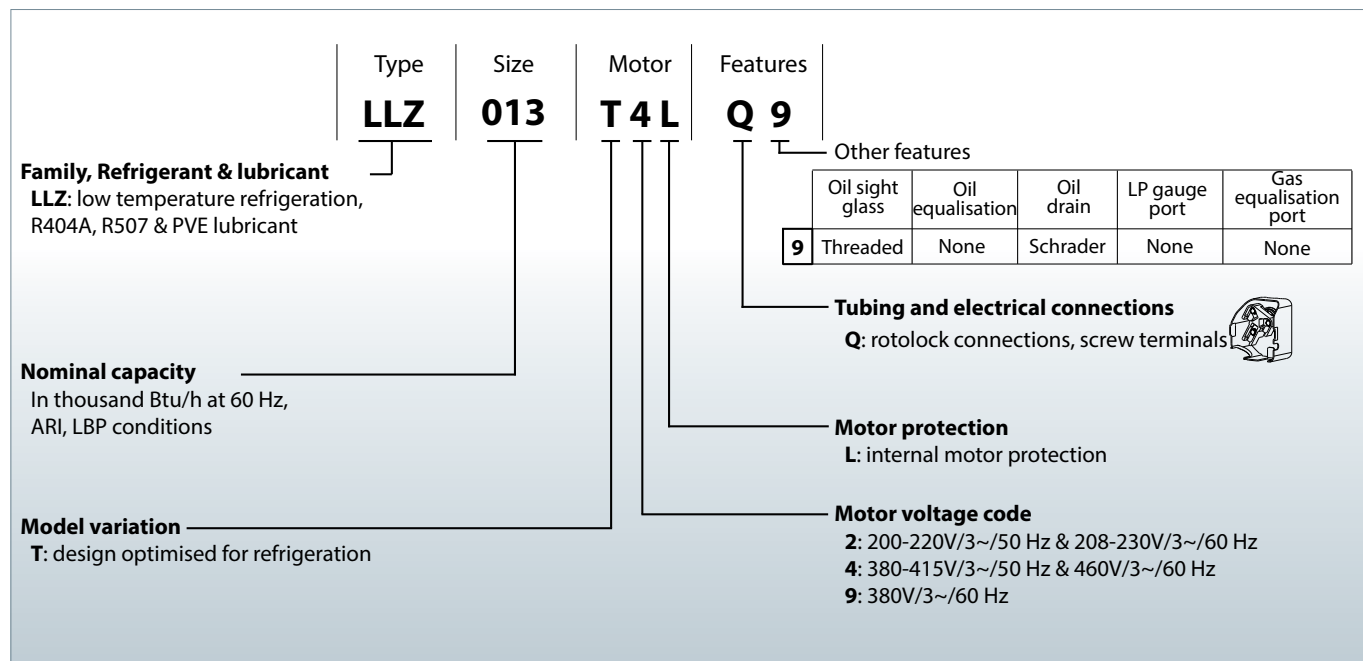 Type Size Motor Features
LLZ 013 T 4 L Q 9
Family, Refrigerant & lubricant
LLZ: low temperature refrigeration,
R404A, R507 & PVE lubricant
Nominal capacity
In thousand Btu/h at 60 Hz,
ARI, LBP conditions
Model variation
T: design optimised for refrigeration
Other features
Oil sight
glass
Oil
equalisation
Oil
drain
LP gauge
port
Gas
equalisation
port
9 Threaded None Schrader None None
Tubing and electrical connections
Q: rotolock connections, screw terminals
Motor protection
L: internal motor protection
Motor voltage code
2: 200-220V/3~/50 Hz & 208-230V/3~/60 Hz
4: 380-415V/3~/50 Hz & 460V/3~/60 Hz
9: 380V/3~/60 Hz